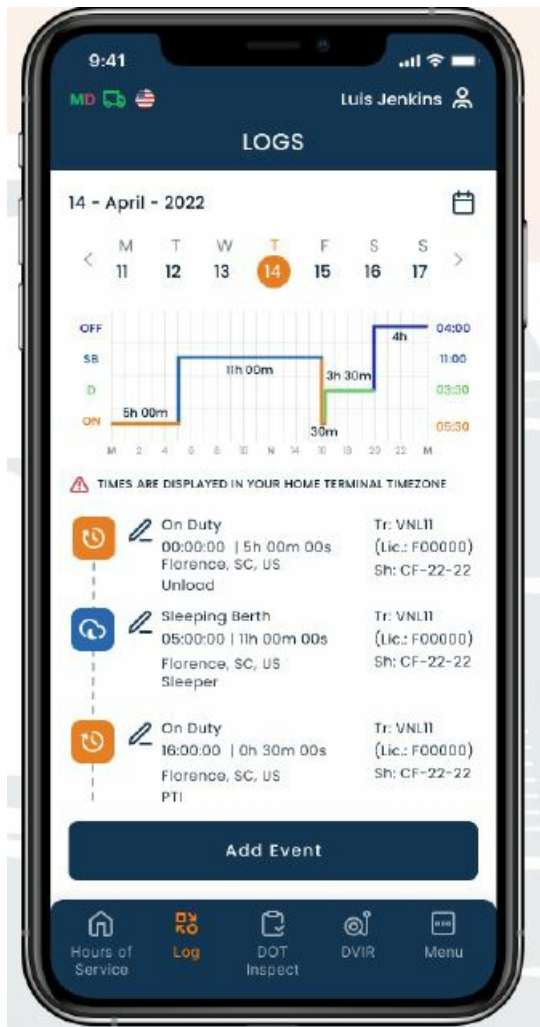 9:41
MD Luis Jenkins
LOGS
14 - April - 2022
M T W T F S S
< 11 12 13 14 15 16 17 >
OFF 4h 04:00
SB 11h 00m 11:00
D 3h 30m 03:30
ON 5h 00m 30m 05:30
M 2 4 6 8 10 N 14 16 18 20 22 M
TIMES ARE DISPLAYED IN YOUR HOME TERMINAL TIMEZONE
On Duty Tr: VNL11
00:00:00 | 5h 00m 00s (Lic.: F00000)
Florence, SC, US Sh: CF-22-22
Unload
Sleeping Berth Tr: VNL11
05:00:00 | 11h 00m 00s (Lic.: F00000)
Florence, SC, US Sh: CF-22-22
Sleeper
On Duty Tr: VNL11
16:00:00 | 0h 30m 00s (Lic.: F00000)
Florence, SC, US Sh: CF-22-22
PTI
Add Event
Hours of Service Log DOT Inspect DVIR Menu